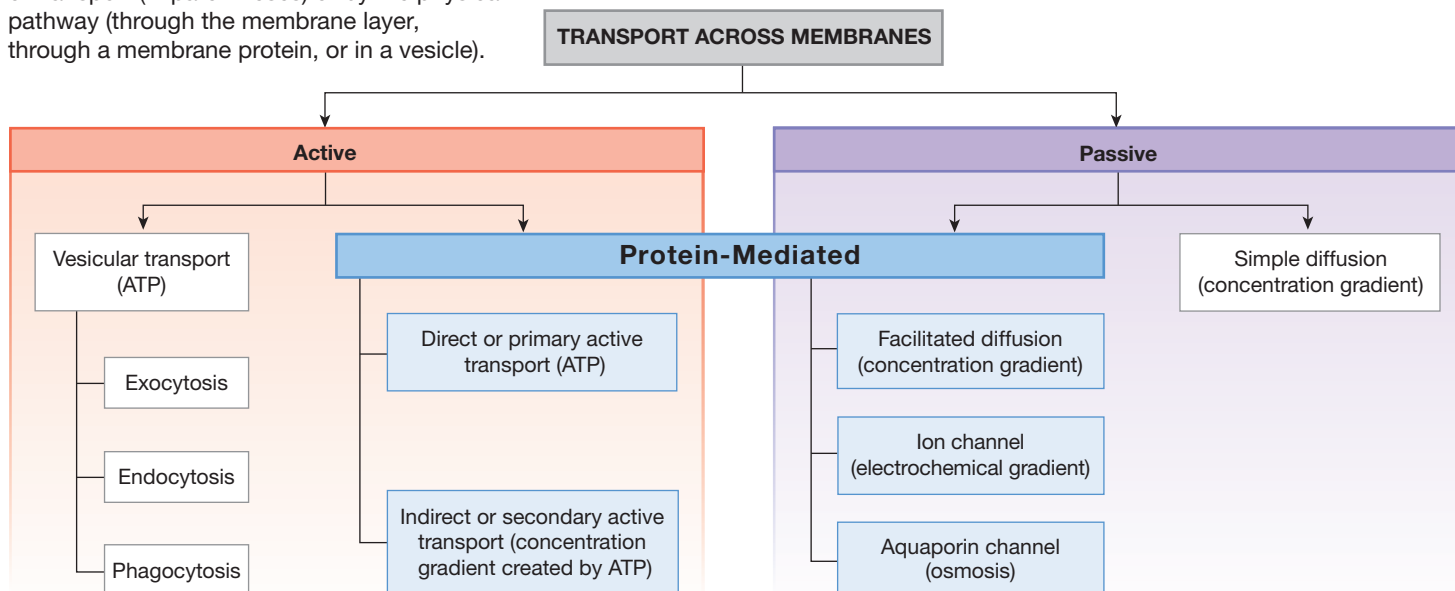 pathway (through the membrane layer,
through a membrane protein, or in a vesicle).
TRANSPORT ACROSS MEMBRANES
Active
Passive
Vesicular transport
(ATP)
Protein-Mediated
Simple diffusion
(concentration gradient)
Exocytosis
Endocytosis
Phagocytosis
Direct or primary active
transport (ATP)
Indirect or secondary active
transport (concentration
gradient created by ATP)
Facilitated diffusion
(concentration gradient)
Ion channel
(electrochemical gradient)
Aquaporin channel
(osmosis)